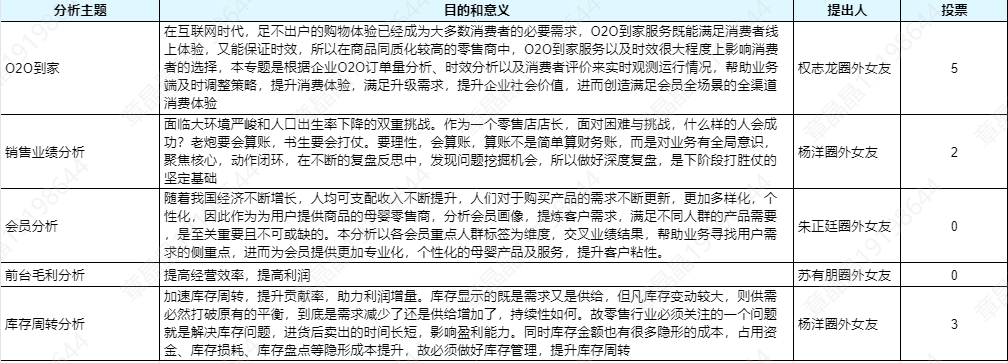 分析主题 目的和意义 提出人 投票
在互联网时代，足不出户的购物体验已经成为大多数消费者的必要需求，O2O到家服务既能满足消费者线
上体验，又能保证时效，所以在商品同质化较高的零售商中，O2O到家服务以及时效很大程度上影响消费
O2O到家 者的选择，本专题是根据企业O2O订单量分析、时效分析以及消费者评价来实时观测运行情况，帮助业务 权志龙圈外女友 5
端及时调整策略，提升消费体验，满足升级需求，提升企业社会价值，进而创造满足会员全场景的全渠道
消费体验
面临大环境严峻和人口出生率下降的双重挑战。作为一个零售店店长，面对困难与挑战，什么样的人会成
功？老炮要会算账，书生要会打仗。要理性，会算账，算账不是简单算财务账，而是对业务有全局意识，
销售业绩分析 杨洋圈外女友 2
聚焦核心，动作闭环，在不断的复盘反思中，发现问题挖掘机会，所以做好深度复盘，是下阶段打胜仗的
坚定基础
随着我国经济不断增长，人均可支配收入不断提升，人们对于购买产品的需求不断更新，更加多样化，个
性化，因此作为为用户提供商品的母婴零售商，分析会员画像，提炼客户需求，满足不同人群的产品需要
会员分析 朱正廷圈外女友 0
，是至关重要且不可或缺的。本分析以各会员重点人群标签为维度，交叉业绩结果，帮助业务寻找用户需
求的侧重点，进而为会员提供更加专业化，个性化的母婴产品及服务，提升客户粘性。
前台毛利分析 提高经营效率，提高利润 苏有朋圈外女友 0
加速库存周转，提升贡献率，助力利润增量。库存显示的既是需求又是供给，但凡库存变动较大，则供需
必然打破原有的平衡，到底是需求减少了还是供给增加了，持续性如何。故零售行业必须关注的一个问题
库存周转分析 杨洋圈外女友 3
就是解决库存问题，进货后卖出的时间长短，影响盈利能力。同时库存金额也有很多隐形的成本，占用资
金、库存损耗、库存盘点等隐形成本提升，故必须做好库存管理，提升库存周转